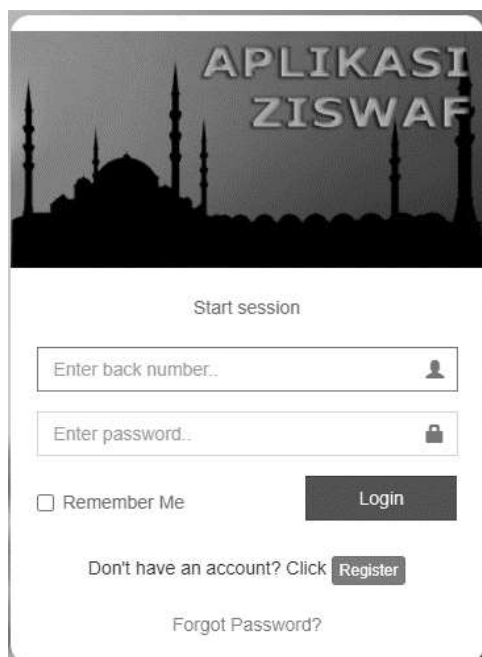 APLIKASI
ZISWAF
Start session
Enter back number..
Enter password..
Remember Me
Login
Don't have an account? Click Register
Forgot Password?